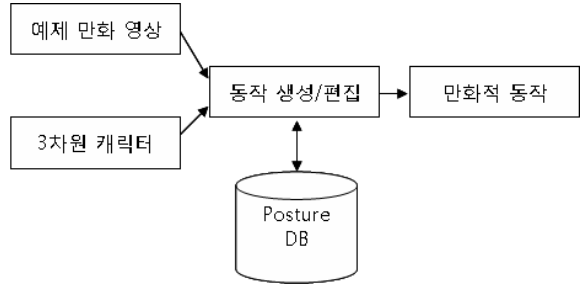 예제 만화 영상
동작 생성/편집
만화적 동작
3차원 캐릭터
Posture
DB